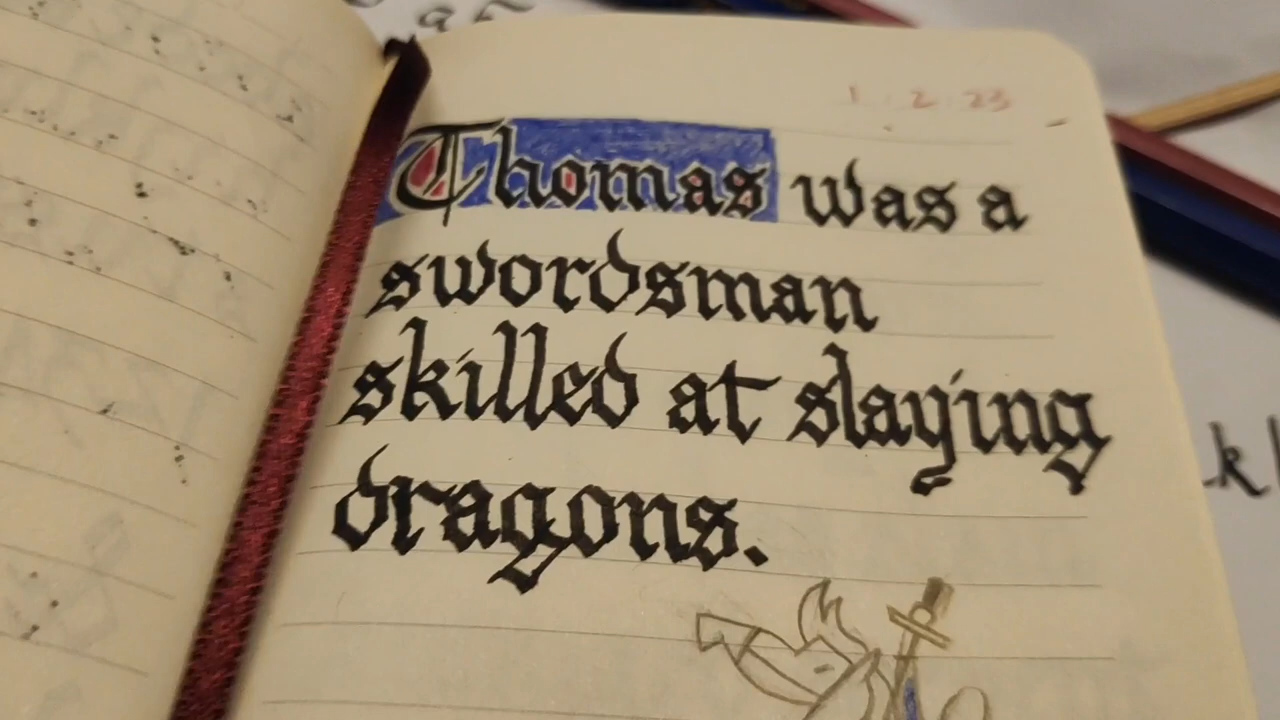 1.2.23
Thomas was a
swordsman
skilled at slaying
dragons.
k